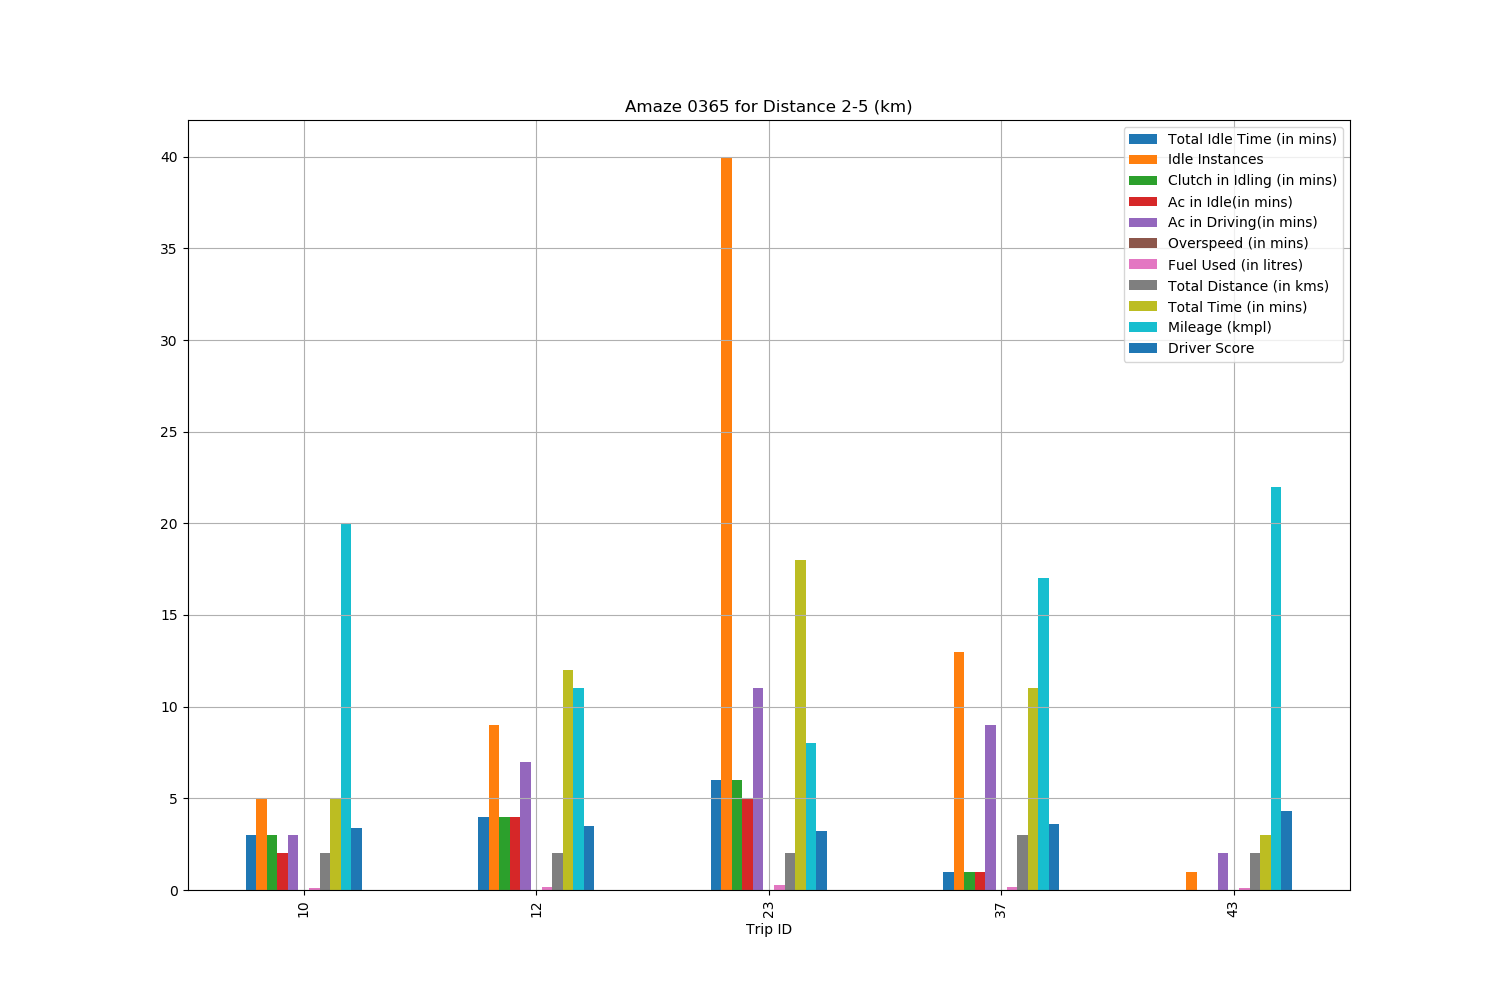 Amaze 0365 for Distance 2-5 (km)
Total Idle Time (in mins)
Idle Instances
Clutch in Idling (in mins)
Ac in Idle(in mins)
Ac in Driving(in mins)
Overspeed (in mins)
Fuel Used (in litres)
Total Distance (in kms)
Total Time (in mins)
Mileage (kmpl)
Driver Score
40
35
30
25
20
15
10
5
0
10
12
23
37
43
Trip ID